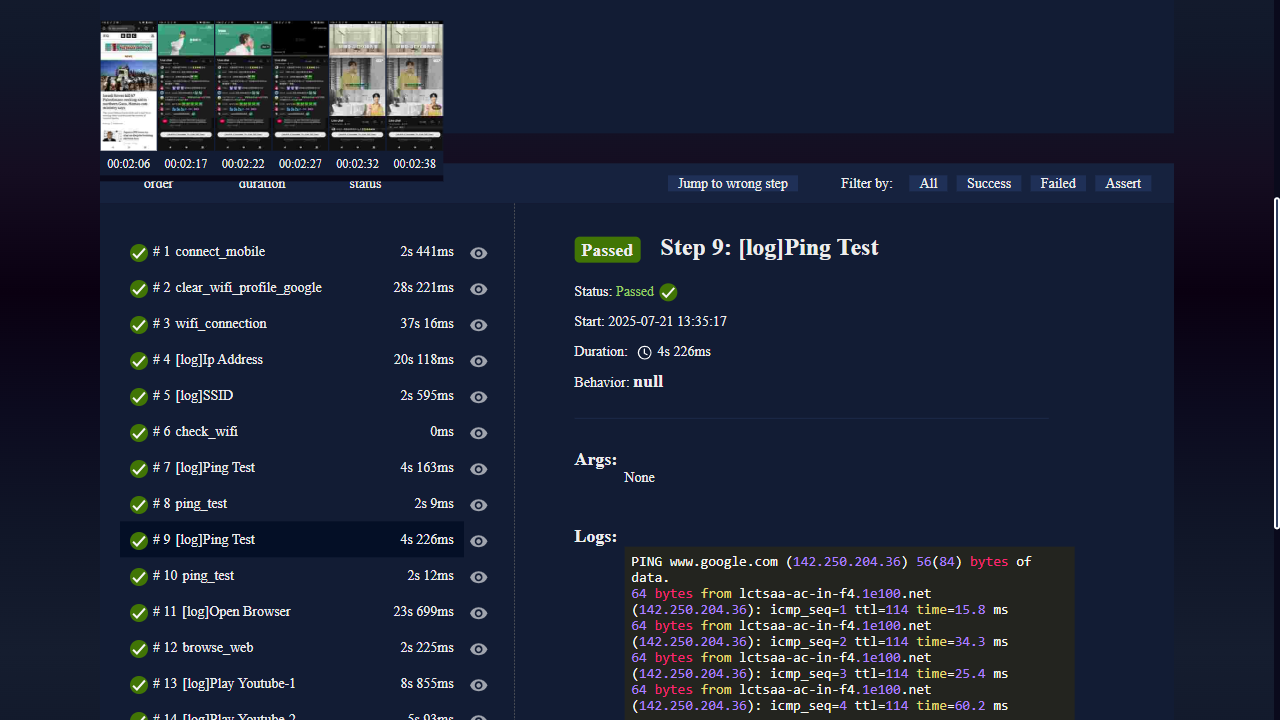 00:02:06 00:02:17 00:02:22 00:02:27 00:02:32 00:02:38
order duration status
Jump to wrong step Filter by: All Success Failed Assert
# 1 connect_mobile 2s 441ms
# 2 clear_wifi_profile_google 28s 221ms
# 3 wifi_connection 37s 16ms
# 4 [log]Ip Address 20s 118ms
# 5 [log]SSID 2s 595ms
# 6 check_wifi 0ms
# 7 [log]Ping Test 4s 163ms
# 8 ping_test 2s 9ms
# 9 [log]Ping Test 4s 226ms
# 10 ping_test 2s 12ms
# 11 [log]Open Browser 23s 699ms
# 12 browse_web 2s 225ms
# 13 [log]Play Youtube-1 8s 855ms
# 14 [log]Play Youtube-2 5s 93ms
Passed Step 9: [log]Ping Test
Status: Passed
Start: 2025-07-21 13:35:17
Duration: 4s 226ms
Behavior: null
Args:
None
Logs:
PING www.google.com (142.250.204.36) 56(84) bytes of
data.
64 bytes from lctsaa-ac-in-f4.1e100.net
(142.250.204.36): icmp_seq=1 ttl=114 time=15.8 ms
64 bytes from lctsaa-ac-in-f4.1e100.net
(142.250.204.36): icmp_seq=2 ttl=114 time=34.3 ms
64 bytes from lctsaa-ac-in-f4.1e100.net
(142.250.204.36): icmp_seq=3 ttl=114 time=25.4 ms
64 bytes from lctsaa-ac-in-f4.1e100.net
(142.250.204.36): icmp_seq=4 ttl=114 time=60.2 ms